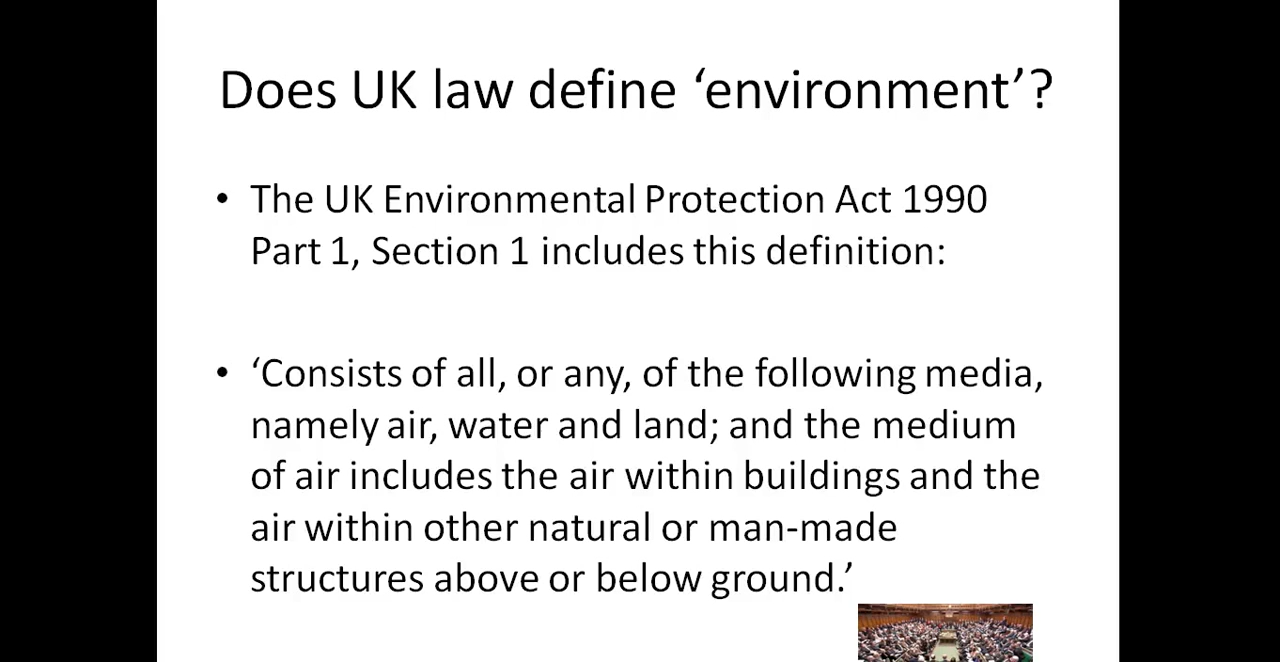 Does UK law define ‘environment’?
• The UK Environmental Protection Act 1990
Part 1, Section 1 includes this definition:
• ‘Consists of all, or any, of the following media,
namely air, water and land; and the medium
of air includes the air within buildings and the
air within other natural or man-made
structures above or below ground.’